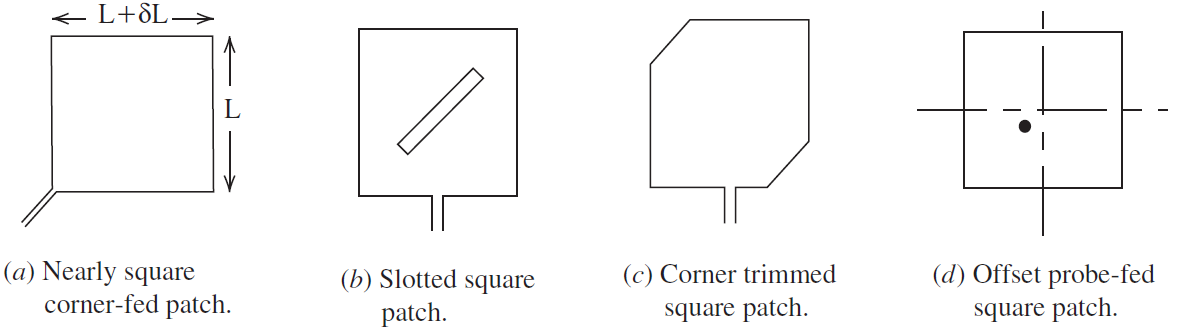 L+δL
L
(a) Nearly square
corner-fed patch.
(b) Slotted square
patch.
(c) Corner trimmed
square patch.
(d) Offset probe-fed
square patch.